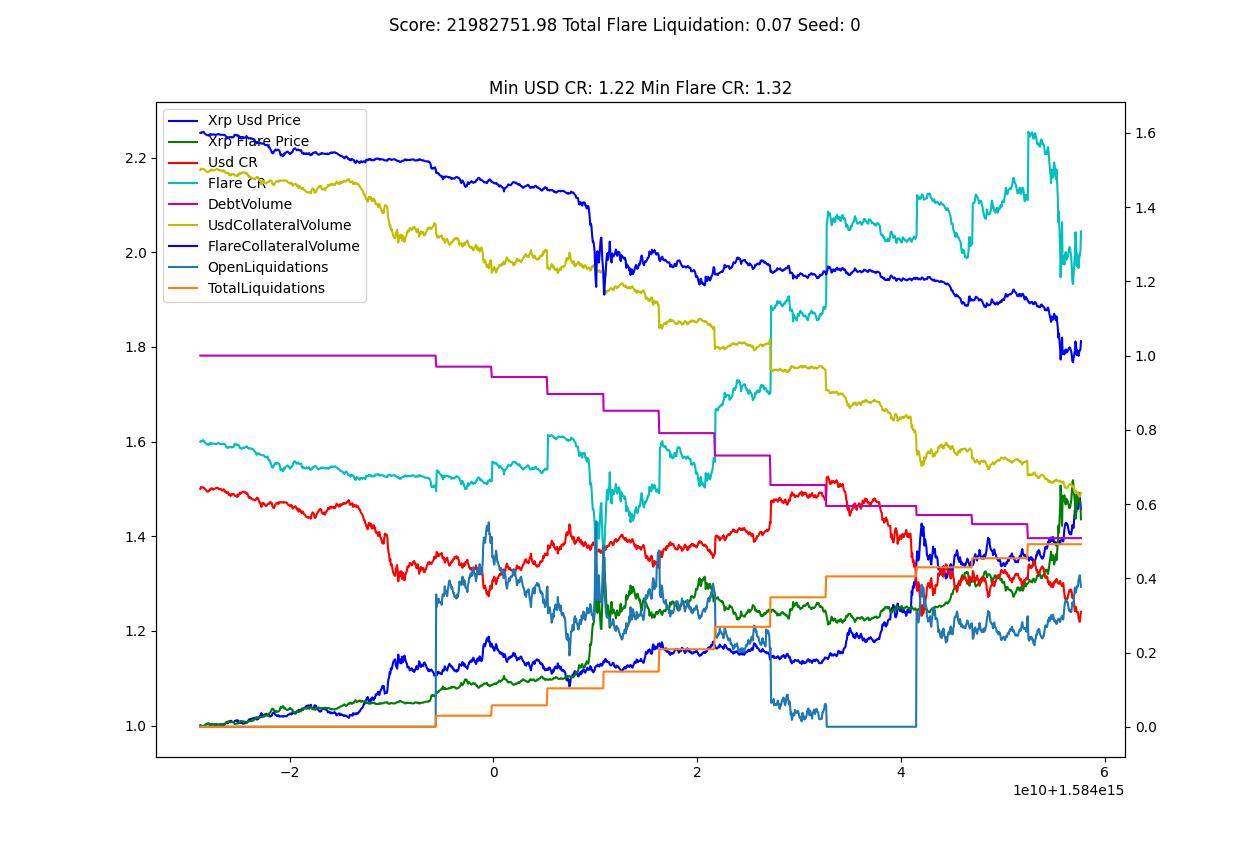 Score: 21982751.98 Total Flare Liquidation: 0.07 Seed: 0
Min USD CR: 1.22 Min Flare CR: 1.32
Xrp Usd Price
Xrp Flare Price
Usd CR
Flare CR
DebtVolume
UsdCollateralVolume
FlareCollateralVolume
OpenLiquidations
TotalLiquidations
2.2
2.0
1.8
1.6
1.4
1.2
1.0
1.6
1.4
1.2
1.0
0.8
0.6
0.4
0.2
0.0
−2 0 2 4 6
1e10+1.584e15